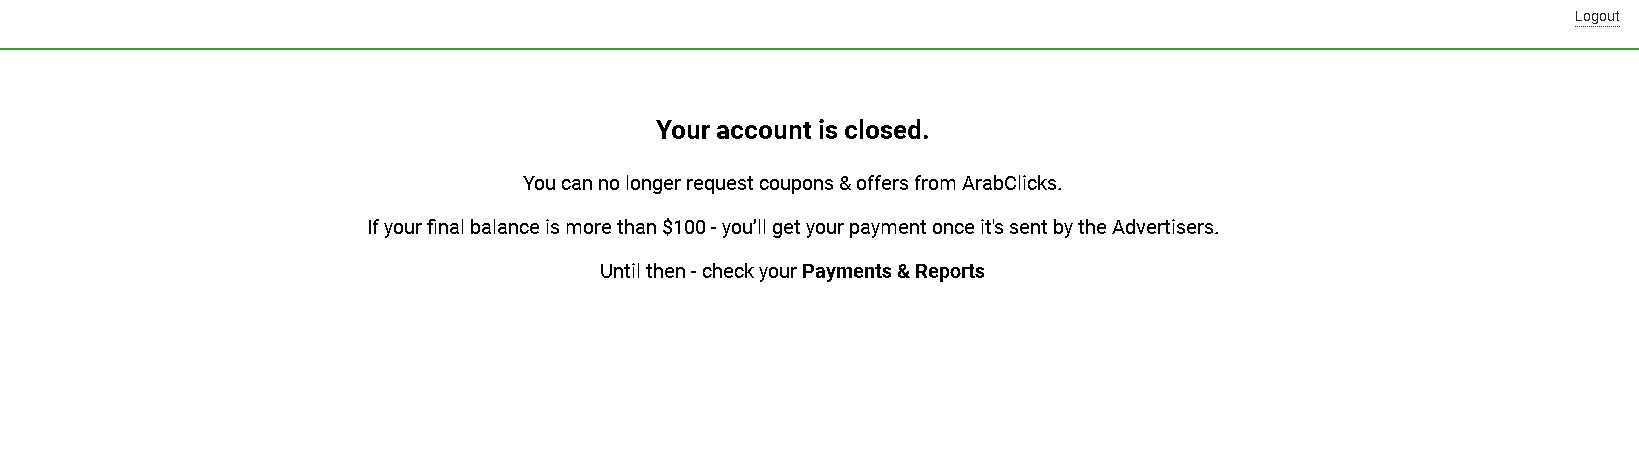 Logout
Your account is closed.
You can no longer request coupons & offers from ArabClicks.
If your final balance is more than $100 - you’ll get your payment once it's sent by the Advertisers.
Until then - check your Payments & Reports